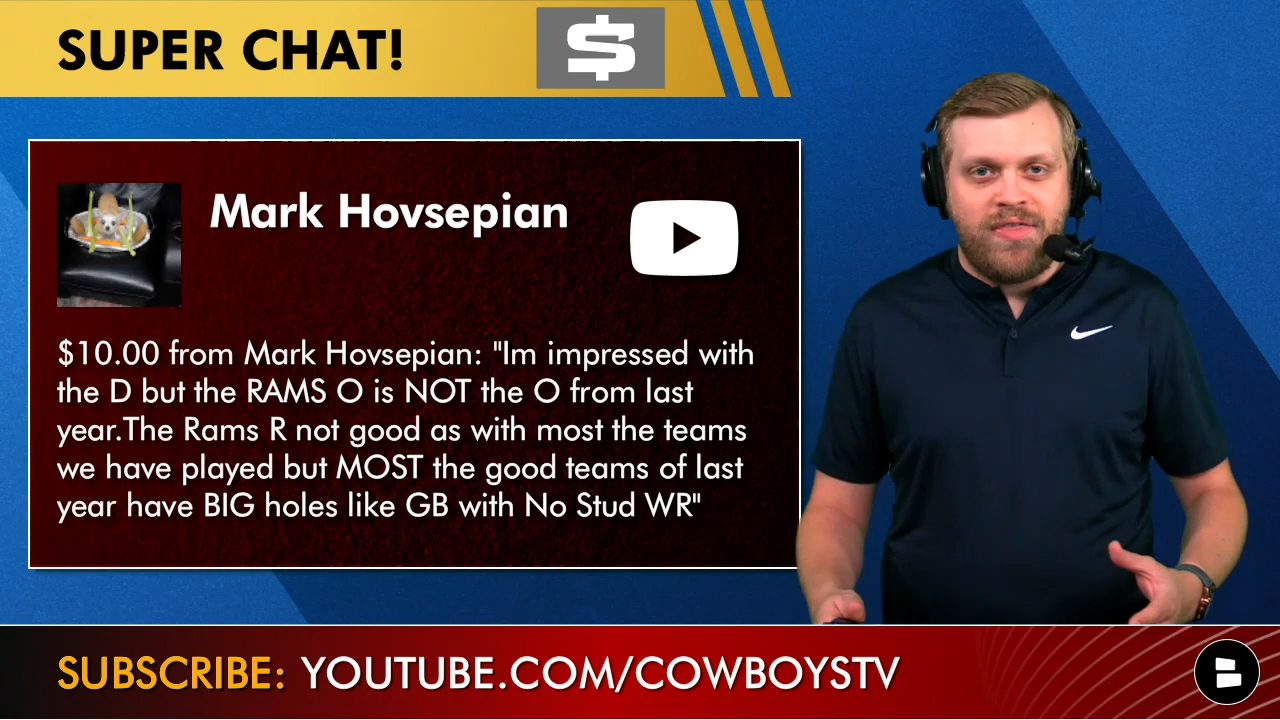 SUPER CHAT!
$
Mark Hovsepian
$10.00 from Mark Hovsepian: "Im impressed with
the D but the RAMS O is NOT the O from last
year.The Rams R not good as with most the teams
we have played but MOST the good teams of last
year have BIG holes like GB with No Stud WR"
SUBSCRIBE: YOUTUBE.COM/COWBOYSTV